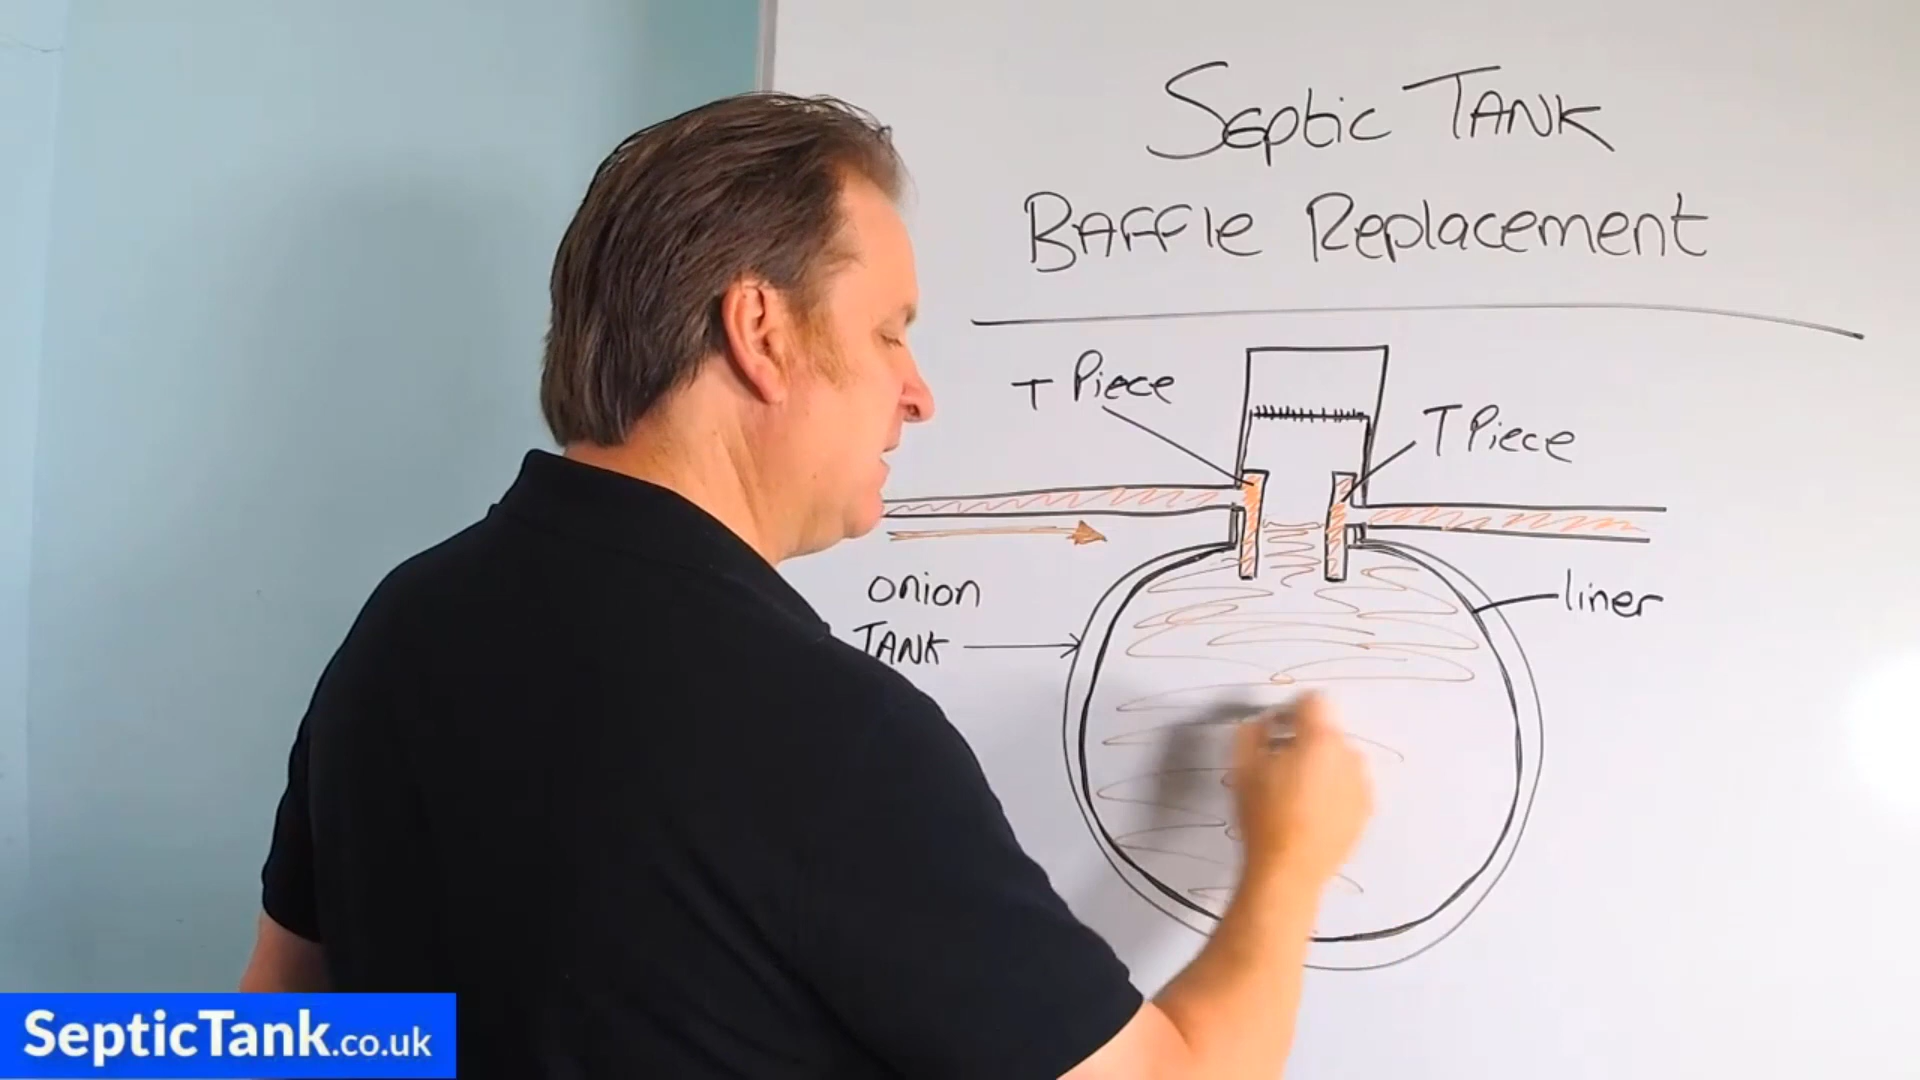 Septic TANK
BAFFle Replacement
T Piece
T Piece
onion
TANK
liner
SepticTank.co.uk